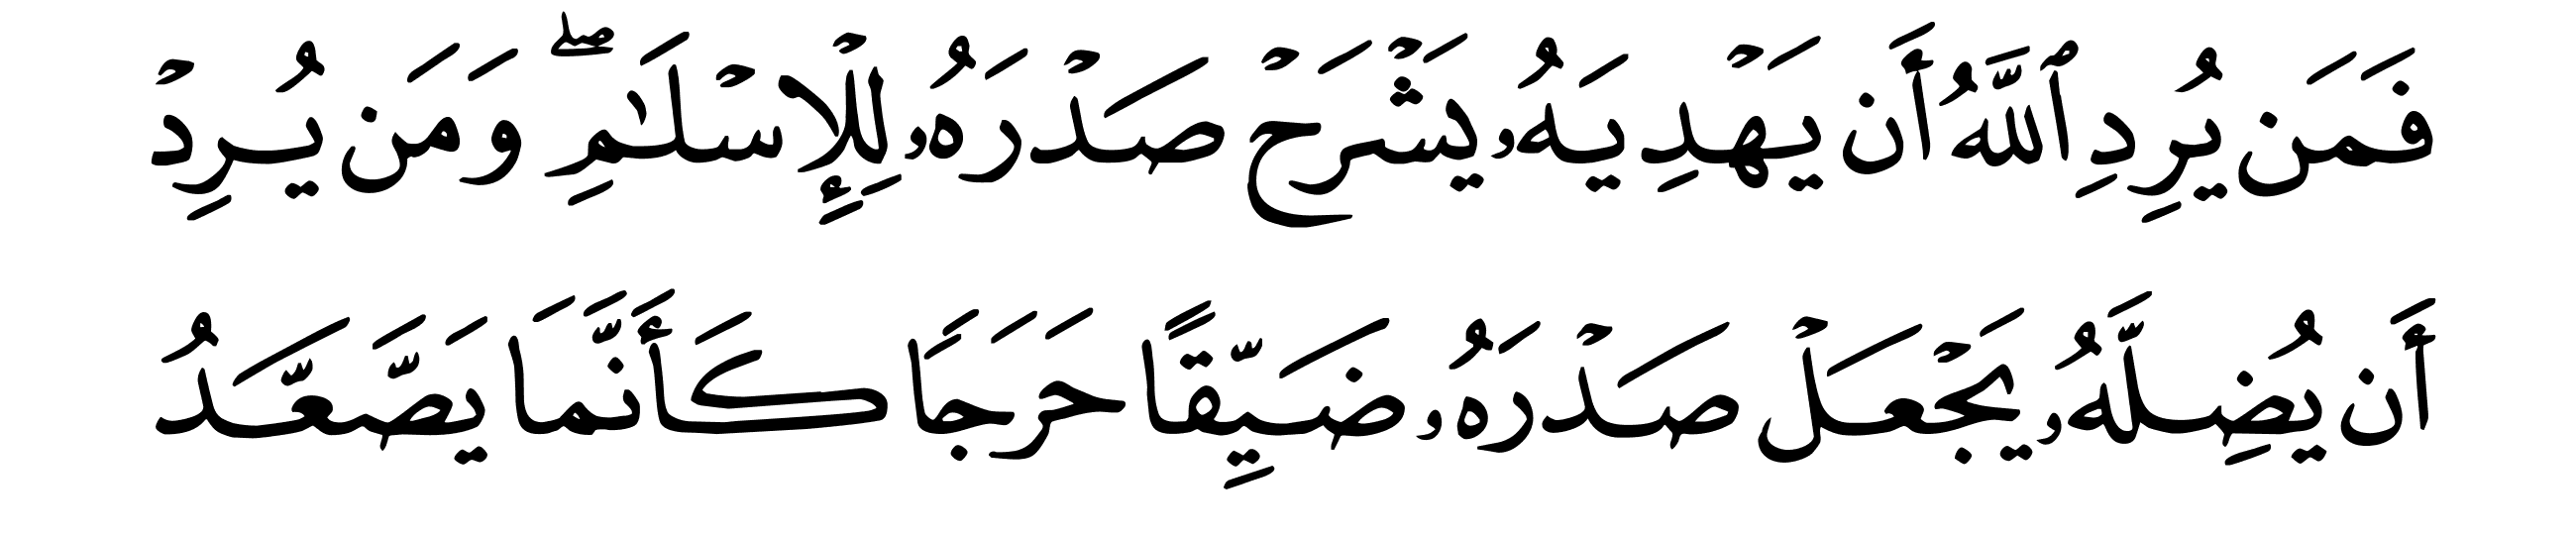 فَمَن يُرِدِ ٱللَّهُ أَن يَهْدِيَهُۥ يَشْرَحْ صَدْرَهُۥ لِلْإِسْلَـٰمِ ۖ وَمَن يُرِدْ
أَن يُضِلَّهُۥ يَجْعَلْ صَدْرَهُۥ ضَيِّقًا حَرَجًا كَأَنَّمَا يَصَّعَّدُ